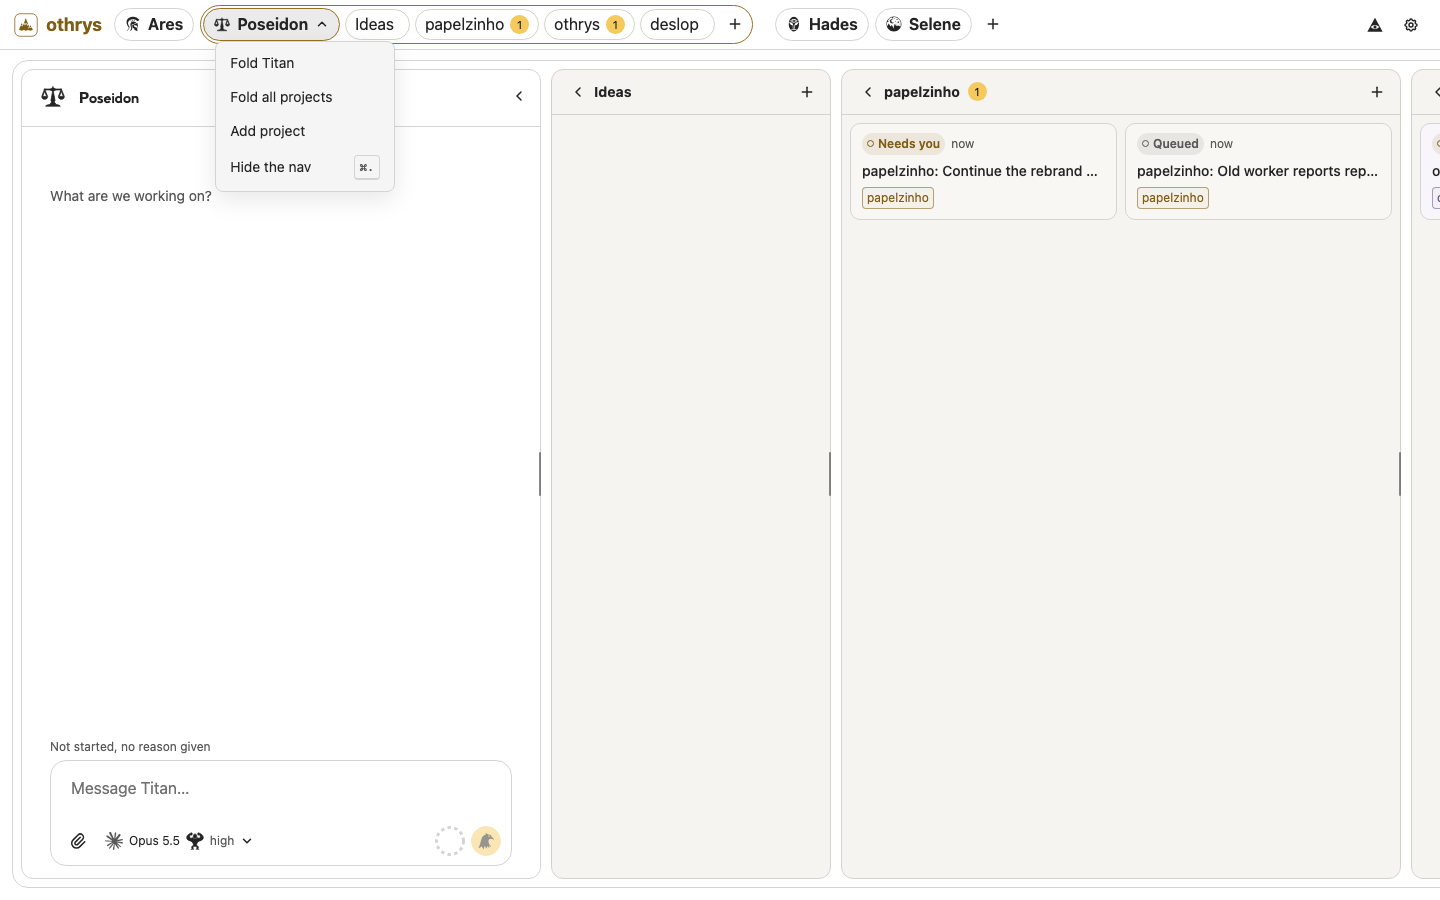 othrys
Ares
Poseidon
Ideas
papelzinho 1
othrys 1
deslop
+
Hades
Selene
+
Fold Titan
Fold all projects
Add project
Hide the nav ⌘.
Poseidon
What are we working on?
Not started, no reason given
Message Titan...
Opus 5.5 high
Ideas +
papelzinho 1 +
Needs you now
papelzinho: Continue the rebrand ...
papelzinho
Queued now
papelzinho: Old worker reports rep...
papelzinho